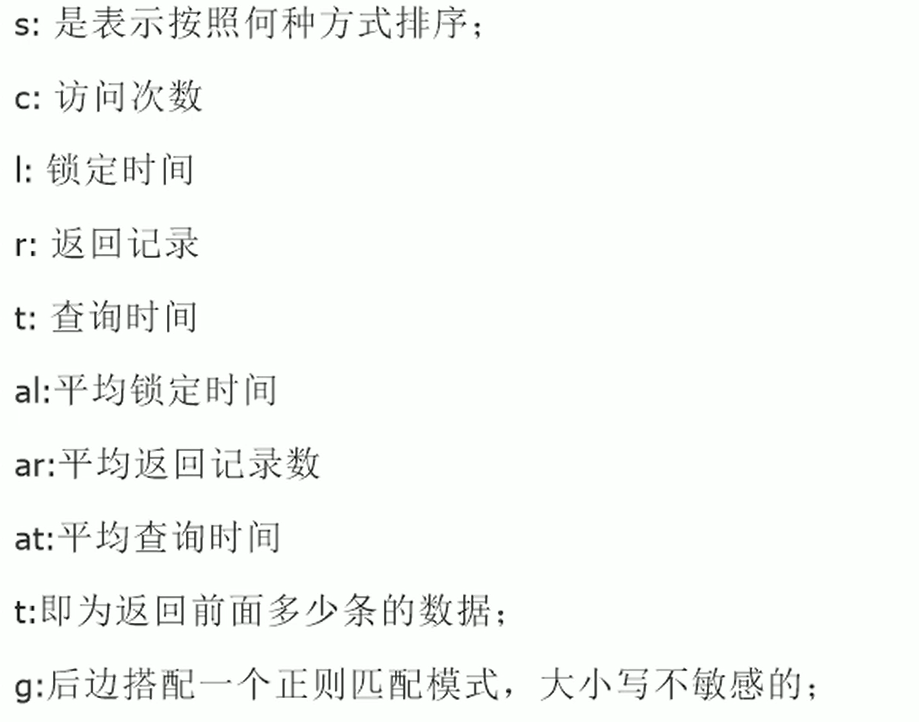 s: 是表示按照何种方式排序；
c: 访问次数
l: 锁定时间
r: 返回记录
t: 查询时间
al:平均锁定时间
ar:平均返回记录数
at:平均查询时间
t:即为返回前面多少条的数据；
g:后边搭配一个正则匹配模式，大小写不敏感的；